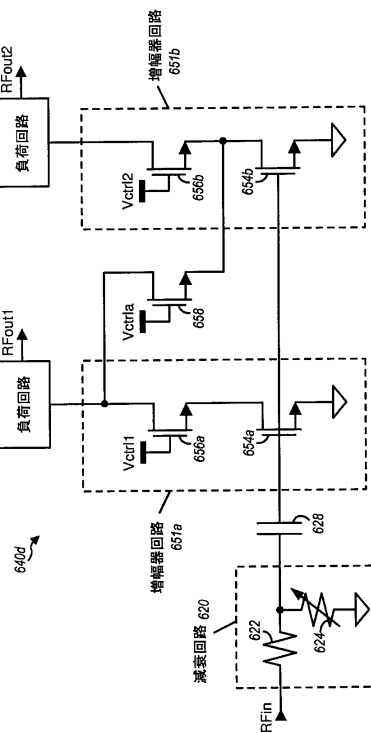 640d
RFin
減衰回路 620
622
624
628
増幅器回路
651a
負荷回路
RFout1
Vctrl1
656a
654a
Vctrla
658
負荷回路
RFout2
増幅器回路
651b
Vctrl2
656b
654b